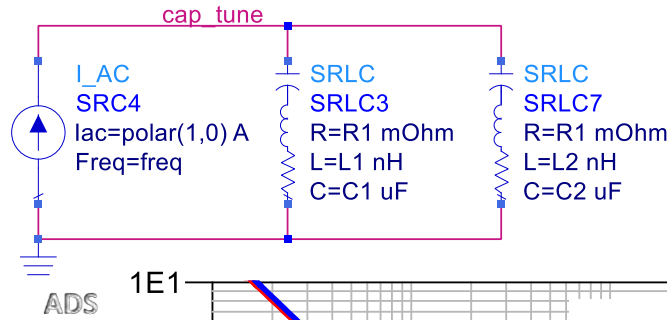 cap_tune
I_AC
SRC4
Iac=polar(1,0) A
Freq=freq
SRLC
SRLC3
R=R1 mOhm
L=L1 nH
C=C1 uF
SRLC
SRLC7
R=R1 mOhm
L=L2 nH
C=C2 uF
1E1
ADS